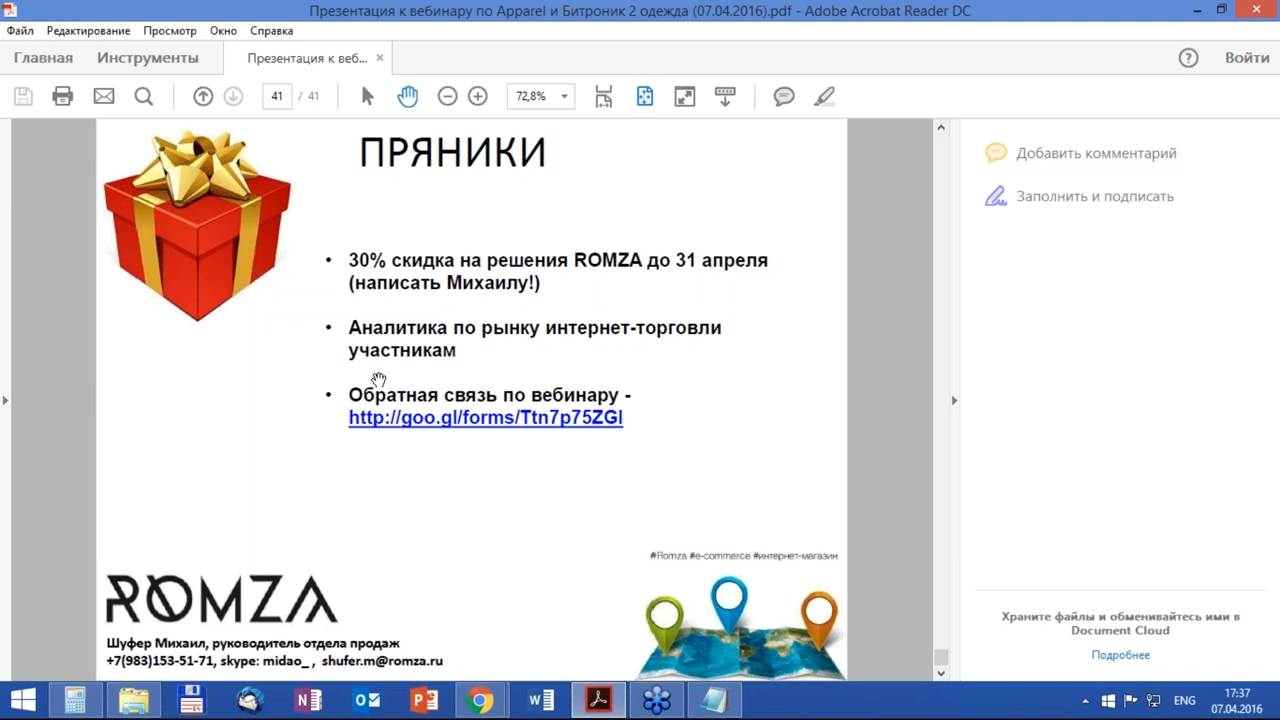 Презентация к вебинару по Apparel и Битроник 2 одежда (07.04.2016).pdf - Adobe Acrobat Reader DC
Файл Редактирование Просмотр Окно Справка
Главная Инструменты Презентация к веб... × Войти
41 / 41 72,8%
ПРЯНИКИ
Добавить комментарий
Заполнить и подписать
• 30% скидка на решения ROMZA до 31 апреля
(написать Михаилу!)
• Аналитика по рынку интернет-торговли
участникам
• Обратная связь по вебинару -
http://goo.gl/forms/Ttn7p75ZGl
#Romza #e-commerce #интернет-магазин
ROMZA
Шуфер Михаил, руководитель отдела продаж
+7(983)153-51-71, skype: midao_ , shufer.m@romza.ru
Храните файлы и обменивайтесь ими в
Document Cloud
Подробнее
ENG
17:37
07.04.2016